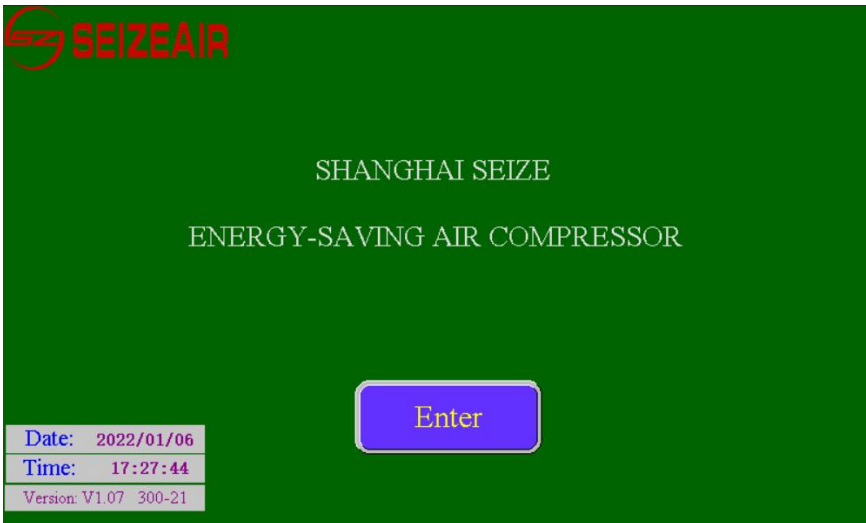 SZ SEIZEAIR
SHANGHAI SEIZE
ENERGY-SAVING AIR COMPRESSOR
Enter
Date: 2022/01/06
Time: 17:27:44
Version: V1.07 300-21